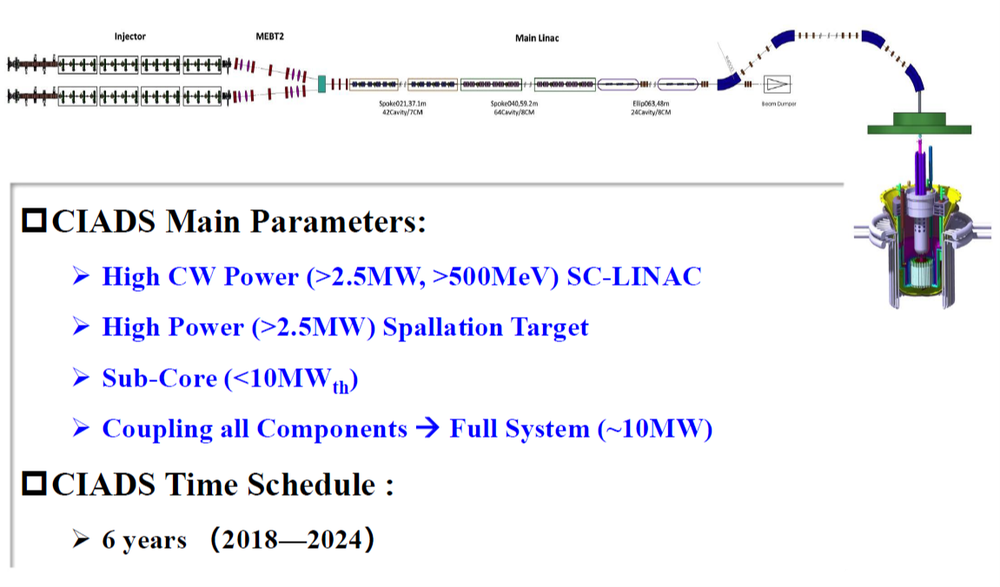 Injector
MEBT2
Main Linac
Spoke021,37.1m
42Cavity/7CM
Spoke040,59.2m
64Cavity/8CM
Ellip063,48m
24Cavity/8CM
Beam Dumper
CIADS Main Parameters:
➢ High CW Power (>2.5MW, >500MeV) SC-LINAC
➢ High Power (>2.5MW) Spallation Target
➢ Sub-Core (<10MWth)
➢ Coupling all Components → Full System (~10MW)
CIADS Time Schedule :
➢ 6 years （2018—2024）